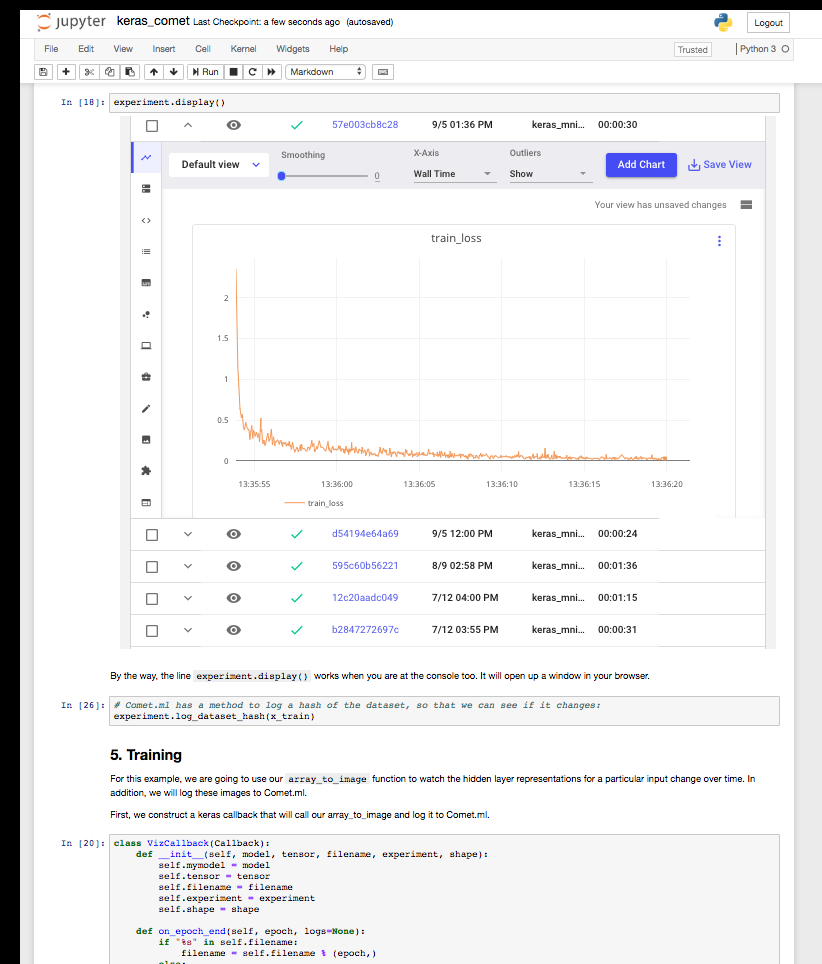 jupyter keras_comet Last Checkpoint: a few seconds ago (autosaved) Logout
File Edit View Insert Cell Kernel Widgets Help Trusted Python 3
Run Markdown
In [18]: experiment.display()
57e003cb8c28 9/5 01:36 PM keras_mni... 00:00:30
Default view Smoothing 0 X-Axis Wall Time Outliers Show Add Chart Save View
Your view has unsaved changes
train_loss
2
1.5
1
0.5
0
13:35:55 13:36:00 13:36:05 13:36:10 13:36:15 13:36:20
train_loss
d54194e64a69 9/5 12:00 PM keras_mni... 00:00:24
595c60b56221 8/9 02:58 PM keras_mni... 00:01:36
12c20aadc049 7/12 04:00 PM keras_mni... 00:01:15
b2847272697c 7/12 03:55 PM keras_mni... 00:00:31
By the way, the line experiment.display() works when you are at the console too. It will open up a window in your browser.
In [26]: # Comet.ml has a method to log a hash of the dataset, so that we can see if it changes:
experiment.log_dataset_hash(x_train)
5. Training
For this example, we are going to use our array_to_image function to watch the hidden layer representations for a particular input change over time. In
addition, we will log these images to Comet.ml.
First, we construct a keras callback that will call our array_to_image and log it to Comet.ml.
In [20]: class VizCallback(Callback):
def __init__(self, model, tensor, filename, experiment, shape):
self.mymodel = model
self.tensor = tensor
self.filename = filename
self.experiment = experiment
self.shape = shape
def on_epoch_end(self, epoch, logs=None):
if "%s" in self.filename:
filename = self.filename % (epoch,)
else: